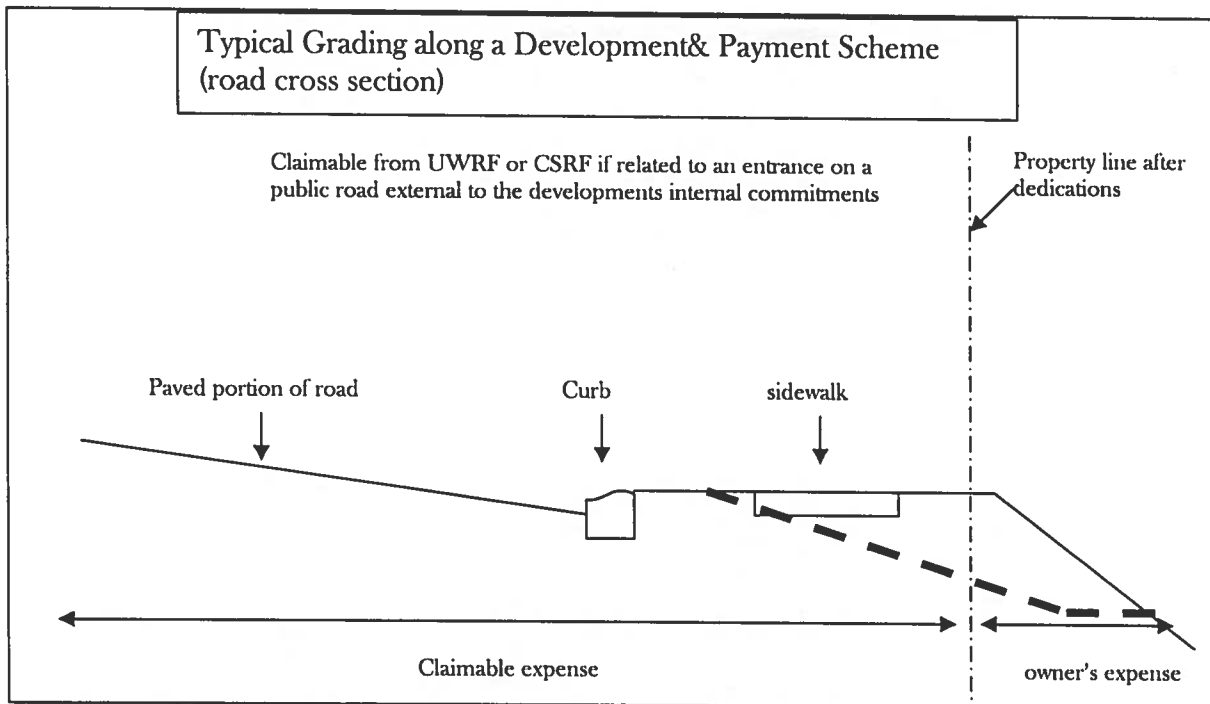 Typical Grading along a Development& Payment Scheme
(road cross section)
Claimable from UWRF or CSRF if related to an entrance on a
public road external to the developments internal commitments
Property line after
dedications
Paved portion of road
Curb
sidewalk
Claimable expense
owner's expense